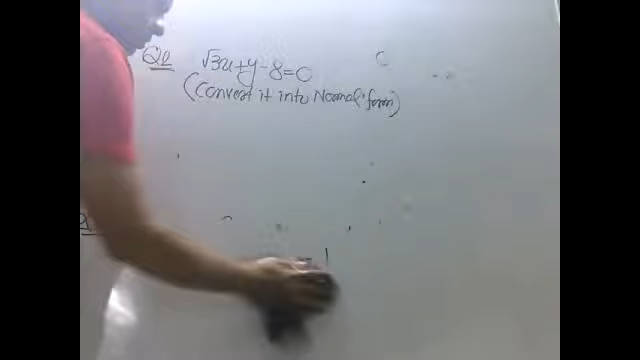 Q2 √3x+y-8=0
(Convert it into Normal form)